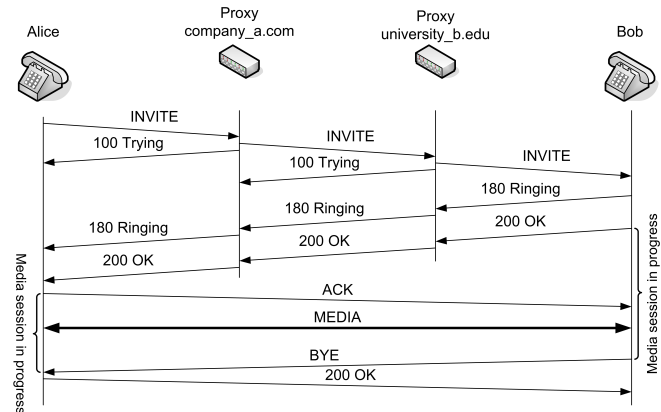 Alice
Proxy
company_a.com
Proxy
university_b.edu
Bob
INVITE
100 Trying
INVITE
100 Trying
INVITE
180 Ringing
180 Ringing
180 Ringing
200 OK
200 OK
200 OK
ACK
MEDIA
BYE
200 OK
Media session in progress
Media session in progress